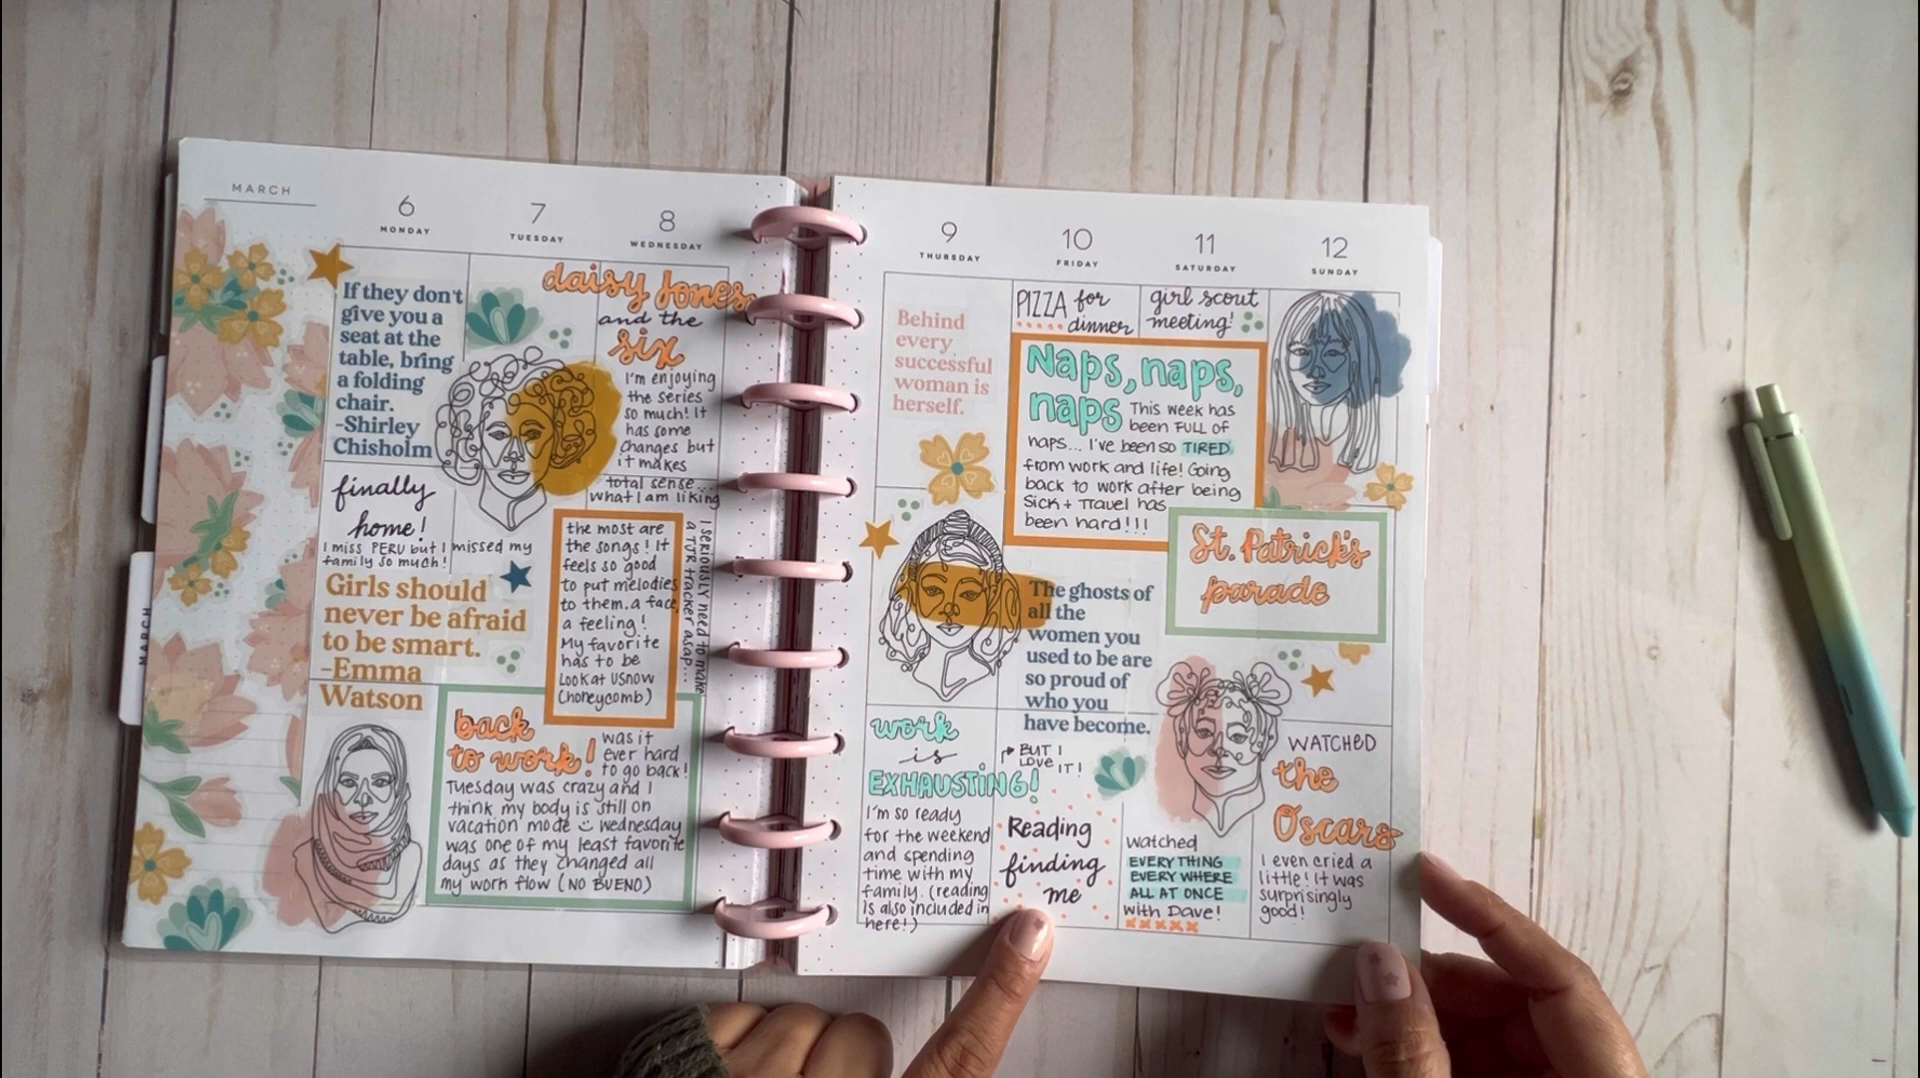 MARCH
6
MONDAY
7
TUESDAY
8
WEDNESDAY
If they don't
give you a
seat at the
table, bring
a folding
chair.
-Shirley
Chisholm
finally
home!
I miss PERU but I missed my
family so much!
Girls should
never be afraid
to be smart.
-Emma
Watson
daisy Jones
and the
six
I'm enjoying
the series
so much! It
has some
changes but
it makes
total sense...
what I am liking
the most are
the songs! It
feels so good
to put melodies
to them. a face,
a feeling!
My favorite
has to be
Look at us now
(honeycomb)
I seriously need to make
a TJR tracker asap...
back
to work!
was it
ever hard
to go back!
Tuesday was crazy and I
think my body is still on
vacation mode wednesday
was one of my least favorite
days as they changed all
my work flow (NO BUENO)
MARCH
9
THURSDAY
10
FRIDAY
11
SATURDAY
12
SUNDAY
Behind
every
successful
woman is
herself.
PIZZA for
dinner
girl scout
meeting!
Naps, naps,
naps
This week has
been FULL of
naps... I've been so TIRED
from work and life! Going
back to work after being
sick + travel has
been hard!!!
St. Patrick's
parade
The ghosts of
all the
women you
used to be are
so proud of
who you
have become.
work
is
EXHAUSTING!
BUT I
LOVE IT!
I'm so ready
for the weekend
and spending
time with my
family. (reading
is also included in
here!)
Reading
finding
me
watched
EVERYTHING
EVERY WHERE
ALL AT ONCE
with Dave!
WATCHED
the
Oscars
I even cried a
little! It was
surprisingly
good!